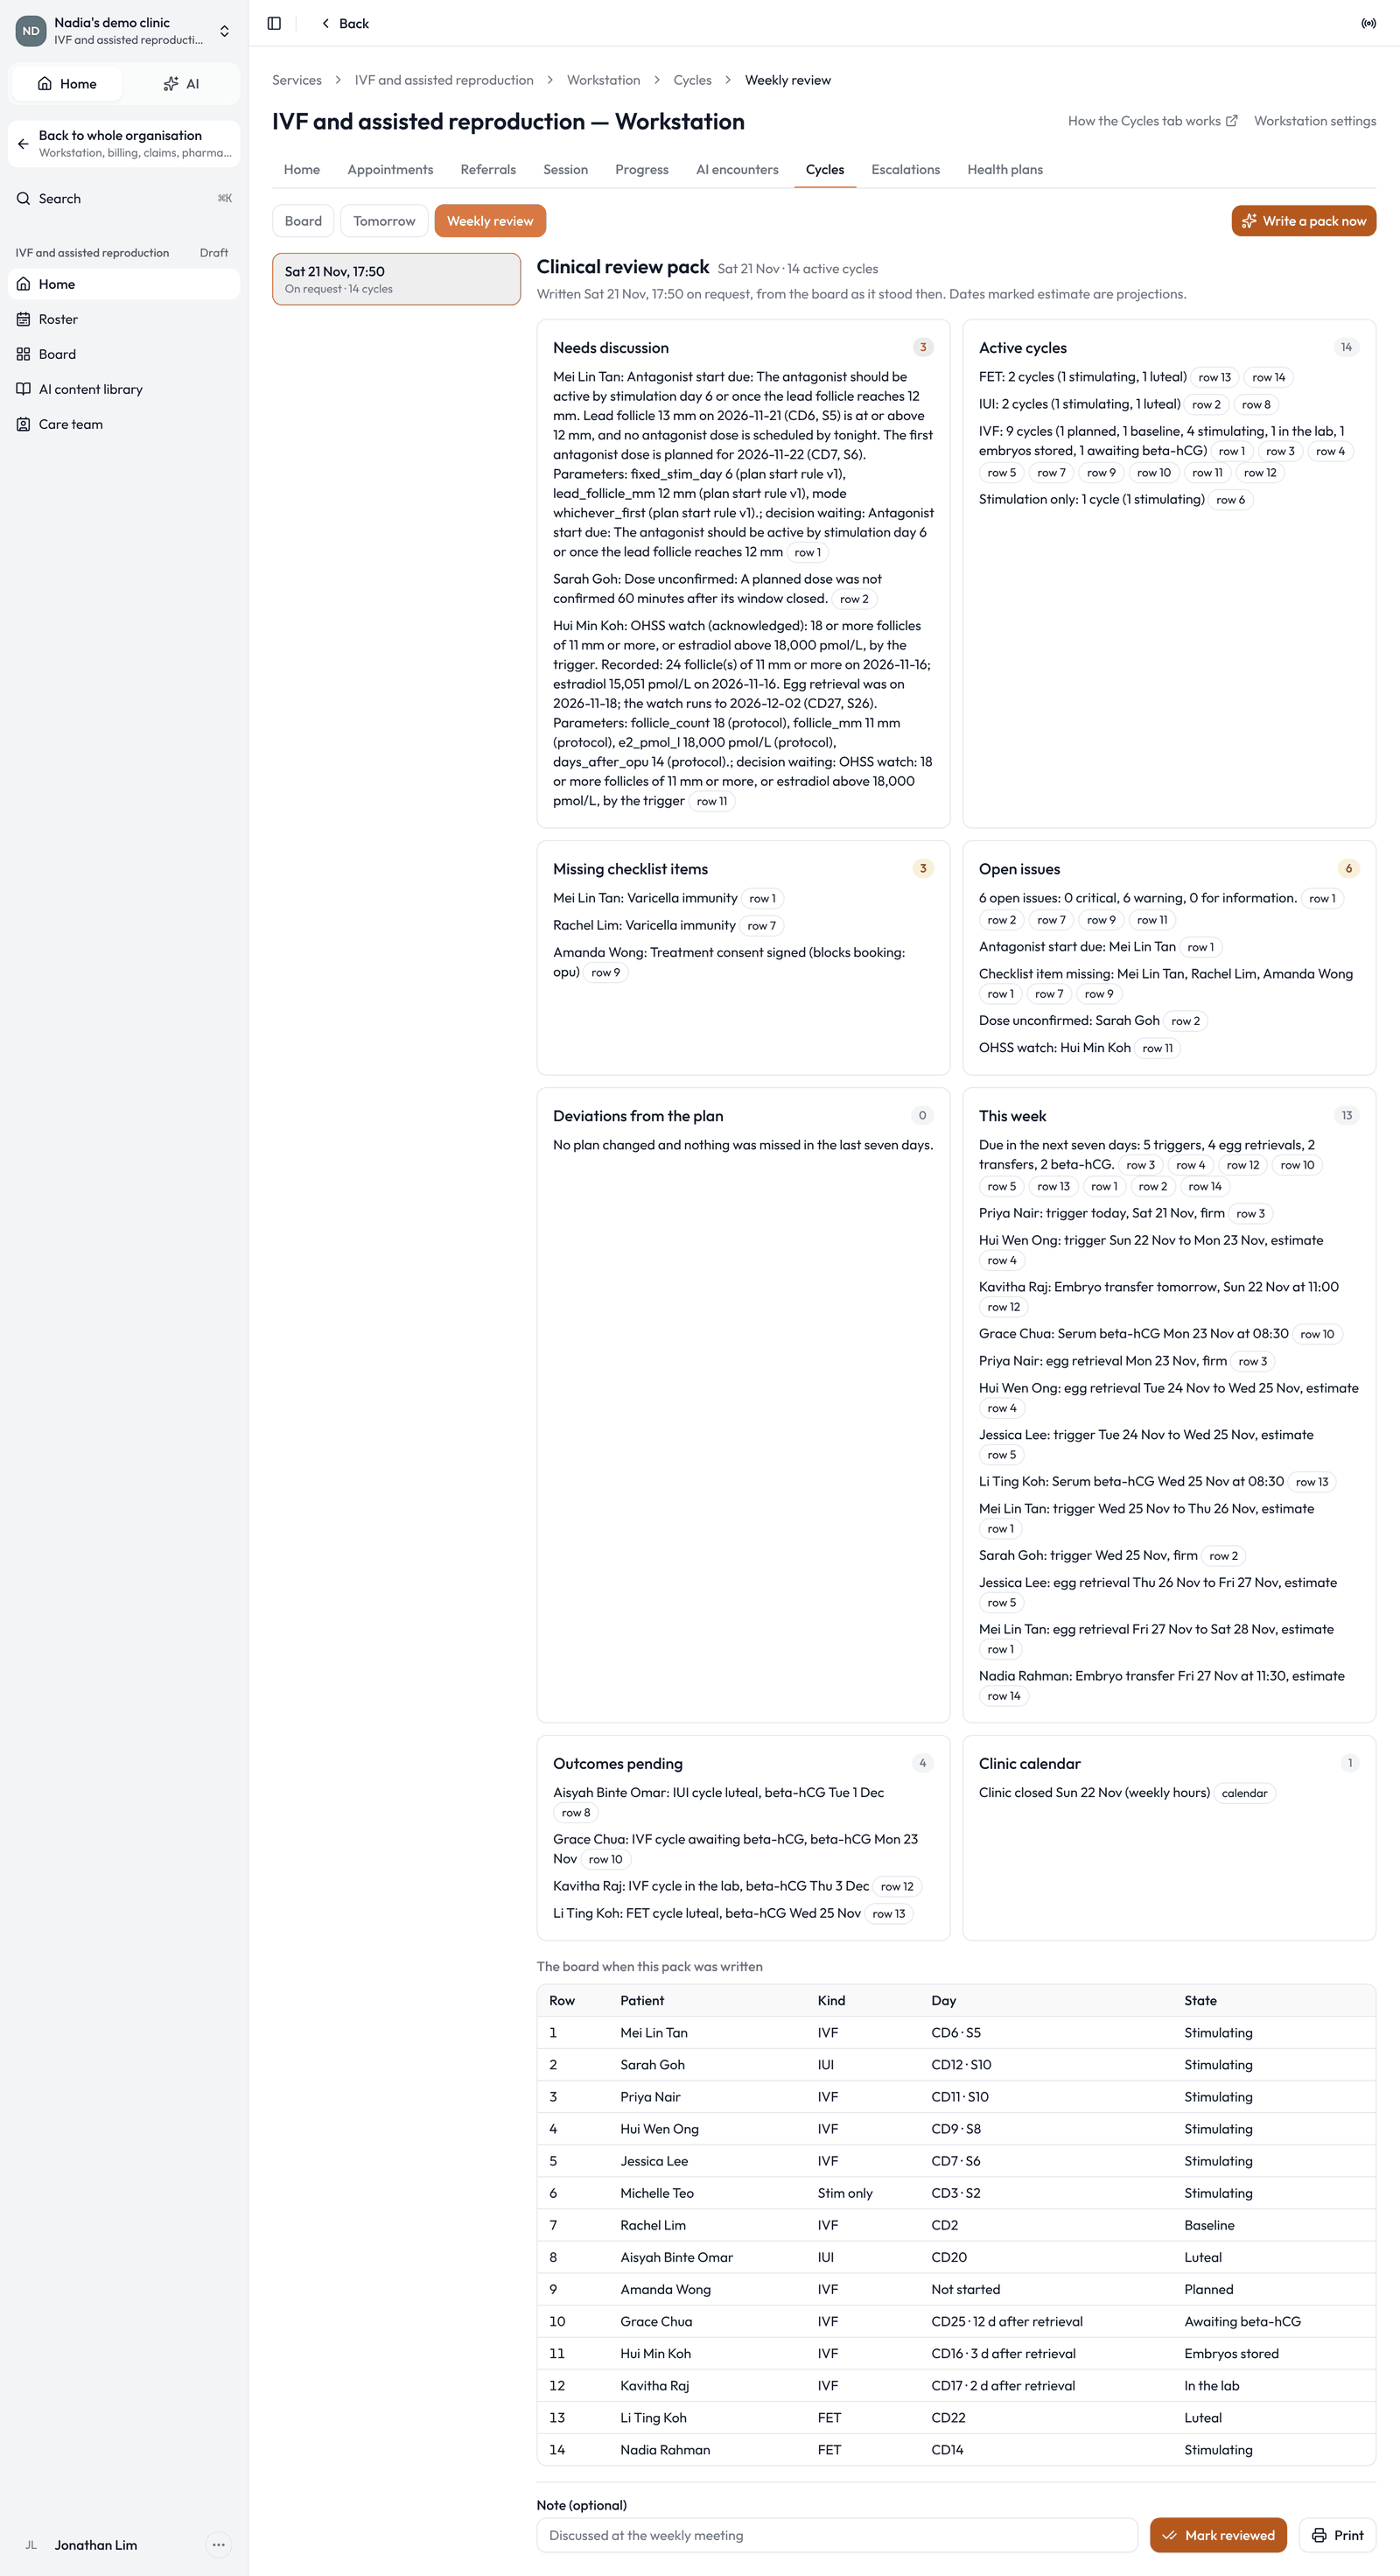 ND
Nadia's demo clinic
IVF and assisted reproducti...
Home
AI
Back to whole organisation
Workstation, billing, claims, pharma...
Search
⌘K
IVF and assisted reproduction
Draft
Home
Roster
Board
AI content library
Care team
JL
Jonathan Lim
Back
Services > IVF and assisted reproduction > Workstation > Cycles > Weekly review
IVF and assisted reproduction — Workstation
How the Cycles tab works
Workstation settings
Home Appointments Referrals Session Progress AI encounters Cycles Escalations Health plans
Board Tomorrow Weekly review
Write a pack now
Sat 21 Nov, 17:50
On request · 14 cycles
Clinical review pack Sat 21 Nov · 14 active cycles
Written Sat 21 Nov, 17:50 on request, from the board as it stood then. Dates marked estimate are projections.
Needs discussion 3
Mei Lin Tan: Antagonist start due: The antagonist should be
active by stimulation day 6 or once the lead follicle reaches 12
mm. Lead follicle 13 mm on 2026-11-21 (CD6, S5) is at or above
12 mm, and no antagonist dose is scheduled by tonight. The first
antagonist dose is planned for 2026-11-22 (CD7, S6).
Parameters: fixed_stim_day 6 (plan start rule v1),
lead_follicle_mm 12 mm (plan start rule v1), mode
whichever_first (plan start rule v1).; decision waiting: Antagonist
start due: The antagonist should be active by stimulation day 6
or once the lead follicle reaches 12 mm row 1
Sarah Goh: Dose unconfirmed: A planned dose was not
confirmed 60 minutes after its window closed. row 2
Hui Min Koh: OHSS watch (acknowledged): 18 or more follicles
of 11 mm or more, or estradiol above 18,000 pmol/L, by the
trigger. Recorded: 24 follicle(s) of 11 mm or more on 2026-11-16;
estradiol 15,051 pmol/L on 2026-11-16. Egg retrieval was on
2026-11-18; the watch runs to 2026-12-02 (CD27, S26).
Parameters: follicle_count 18 (protocol), follicle_mm 11 mm
(protocol), e2_pmol_l 18,000 pmol/L (protocol),
days_after_opu 14 (protocol).; decision waiting: OHSS watch: 18
or more follicles of 11 mm or more, or estradiol above 18,000
pmol/L, by the trigger row 11
Active cycles 14
FET: 2 cycles (1 stimulating, 1 luteal) row 13 row 14
IUI: 2 cycles (1 stimulating, 1 luteal) row 2 row 8
IVF: 9 cycles (1 planned, 1 baseline, 4 stimulating, 1 in the lab, 1
embryos stored, 1 awaiting beta-hCG) row 1 row 3 row 4
row 5 row 7 row 9 row 10 row 11 row 12
Stimulation only: 1 cycle (1 stimulating) row 6
Missing checklist items 3
Mei Lin Tan: Varicella immunity row 1
Rachel Lim: Varicella immunity row 7
Amanda Wong: Treatment consent signed (blocks booking:
opu) row 9
Open issues 6
6 open issues: 0 critical, 6 warning, 0 for information. row 1
row 2 row 7 row 9 row 11
Antagonist start due: Mei Lin Tan row 1
Checklist item missing: Mei Lin Tan, Rachel Lim, Amanda Wong
row 1 row 7 row 9
Dose unconfirmed: Sarah Goh row 2
OHSS watch: Hui Min Koh row 11
Deviations from the plan 0
No plan changed and nothing was missed in the last seven days.
This week 13
Due in the next seven days: 5 triggers, 4 egg retrievals, 2
transfers, 2 beta-hCG. row 3 row 4 row 12 row 10
row 5 row 13 row 1 row 2 row 14
Priya Nair: trigger today, Sat 21 Nov, firm row 3
Hui Wen Ong: trigger Sun 22 Nov to Mon 23 Nov, estimate
row 4
Kavitha Raj: Embryo transfer tomorrow, Sun 22 Nov at 11:00
row 12
Grace Chua: Serum beta-hCG Mon 23 Nov at 08:30 row 10
Priya Nair: egg retrieval Mon 23 Nov, firm row 3
Hui Wen Ong: egg retrieval Tue 24 Nov to Wed 25 Nov, estimate
row 4
Jessica Lee: trigger Tue 24 Nov to Wed 25 Nov, estimate
row 5
Li Ting Koh: Serum beta-hCG Wed 25 Nov at 08:30 row 13
Mei Lin Tan: trigger Wed 25 Nov to Thu 26 Nov, estimate
row 1
Sarah Goh: trigger Wed 25 Nov, firm row 2
Jessica Lee: egg retrieval Thu 26 Nov to Fri 27 Nov, estimate
row 5
Mei Lin Tan: egg retrieval Fri 27 Nov to Sat 28 Nov, estimate
row 1
Nadia Rahman: Embryo transfer Fri 27 Nov at 11:30, estimate
row 14
Outcomes pending 4
Aisyah Binte Omar: IUI cycle luteal, beta-hCG Tue 1 Dec
row 8
Grace Chua: IVF cycle awaiting beta-hCG, beta-hCG Mon 23
Nov row 10
Kavitha Raj: IVF cycle in the lab, beta-hCG Thu 3 Dec row 12
Li Ting Koh: FET cycle luteal, beta-hCG Wed 25 Nov row 13
Clinic calendar 1
Clinic closed Sun 22 Nov (weekly hours) calendar
The board when this pack was written
Row Patient Kind Day State
1 Mei Lin Tan IVF CD6 · S5 Stimulating
2 Sarah Goh IUI CD12 · S10 Stimulating
3 Priya Nair IVF CD11 · S10 Stimulating
4 Hui Wen Ong IVF CD9 · S8 Stimulating
5 Jessica Lee IVF CD7 · S6 Stimulating
6 Michelle Teo Stim only CD3 · S2 Stimulating
7 Rachel Lim IVF CD2 Baseline
8 Aisyah Binte Omar IUI CD20 Luteal
9 Amanda Wong IVF Not started Planned
10 Grace Chua IVF CD25 · 12 d after retrieval Awaiting beta-hCG
11 Hui Min Koh IVF CD16 · 3 d after retrieval Embryos stored
12 Kavitha Raj IVF CD17 · 2 d after retrieval In the lab
13 Li Ting Koh FET CD22 Luteal
14 Nadia Rahman FET CD14 Stimulating
Note (optional)
Discussed at the weekly meeting
Mark reviewed
Print